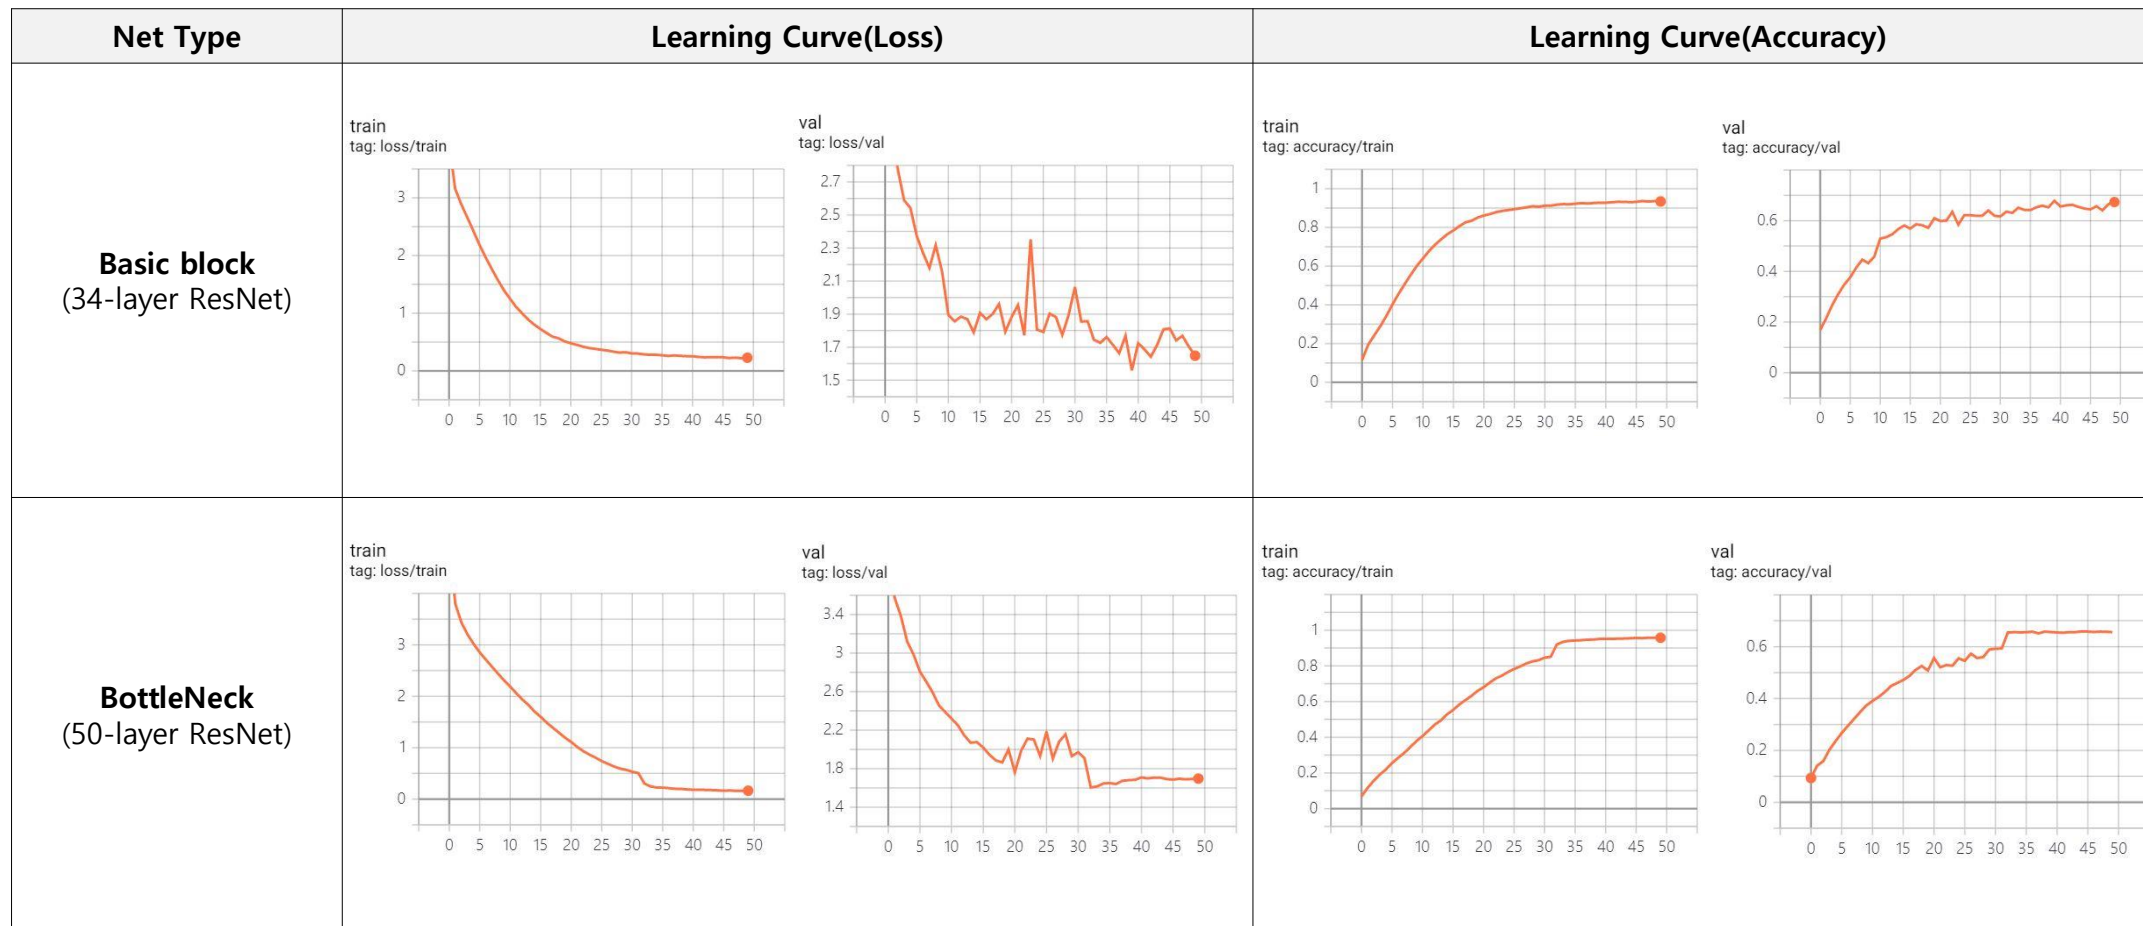 Net Type
Learning Curve(Loss)
Learning Curve(Accuracy)
Basic block
(34-layer ResNet)
train
tag: loss/train
3
2
1
0
0 5 10 15 20 25 30 35 40 45 50
val
tag: loss/val
2.7
2.5
2.3
2.1
1.9
1.7
1.5
0 5 10 15 20 25 30 35 40 45 50
train
tag: accuracy/train
1
0.8
0.6
0.4
0.2
0
0 5 10 15 20 25 30 35 40 45 50
val
tag: accuracy/val
0.6
0.4
0.2
0
0 5 10 15 20 25 30 35 40 45 50
BottleNeck
(50-layer ResNet)
train
tag: loss/train
3
2
1
0
0 5 10 15 20 25 30 35 40 45 50
val
tag: loss/val
3.4
3
2.6
2.2
1.8
1.4
0 5 10 15 20 25 30 35 40 45 50
train
tag: accuracy/train
1
0.8
0.6
0.4
0.2
0
0 5 10 15 20 25 30 35 40 45 50
val
tag: accuracy/val
0.6
0.4
0.2
0
0 5 10 15 20 25 30 35 40 45 50